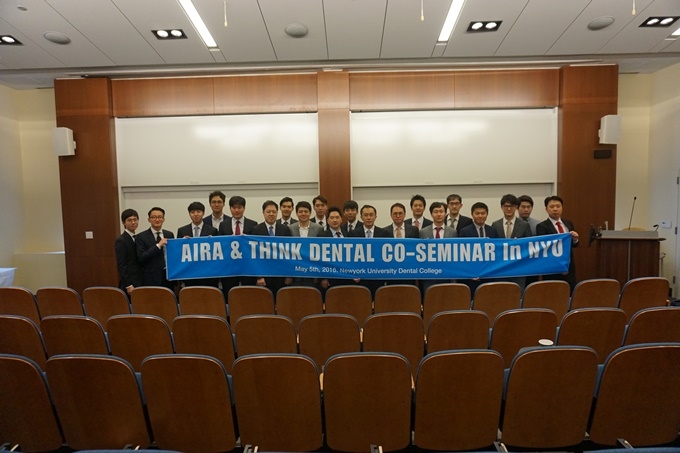 AIRA & THINK DENTAL CO-SEMINAR in NYU
May 5th, 2016, Newyork University Dental College